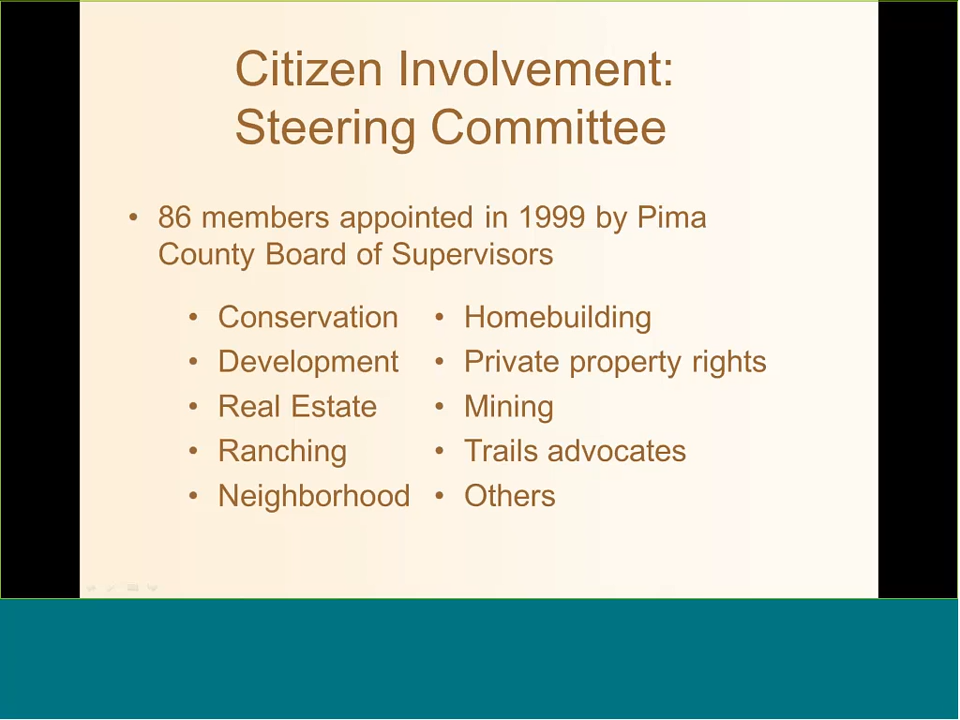 Citizen Involvement:
Steering Committee
• 86 members appointed in 1999 by Pima
County Board of Supervisors
• Conservation
• Development
• Real Estate
• Ranching
• Neighborhood
• Homebuilding
• Private property rights
• Mining
• Trails advocates
• Others